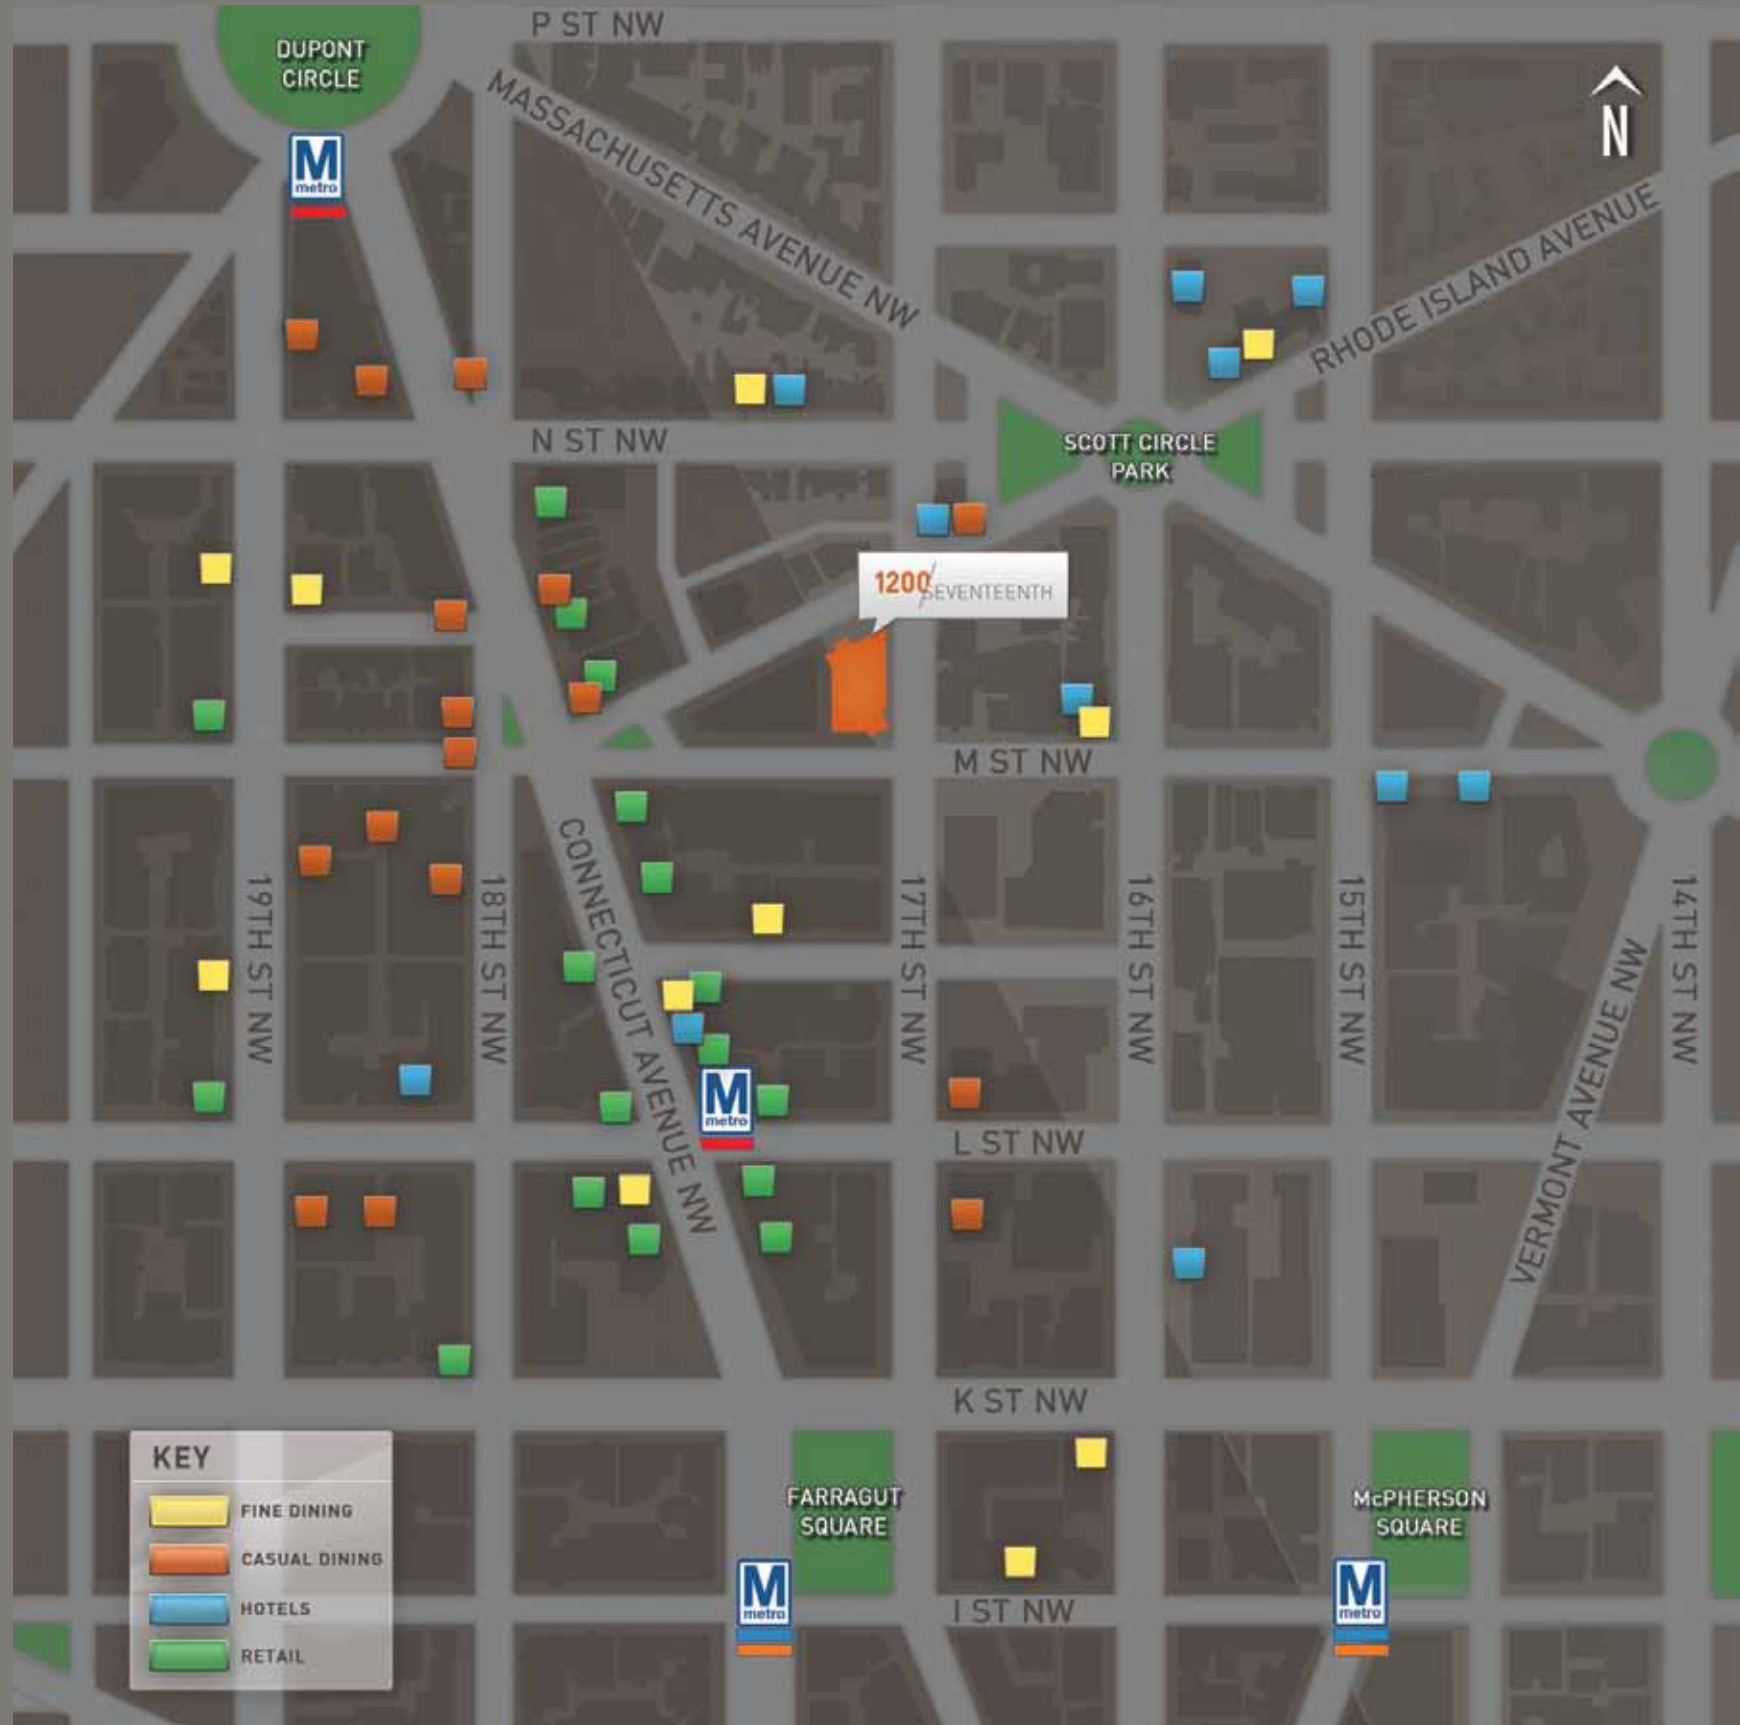 P ST NW
DUPONT
CIRCLE
MASSACHUSETTS AVENUE NW
N
M
metro
RHODE ISLAND AVENUE
N ST NW
SCOTT CIRCLE
PARK
1200/SEVENTEENTH
M ST NW
CONNECTICUT AVENUE NW
19TH ST NW
18TH ST NW
17TH ST NW
16TH ST NW
15TH ST NW
14TH ST NW
VERMONT AVENUE NW
M
metro
L ST NW
K ST NW
KEY
FINE DINING
CASUAL DINING
HOTELS
RETAIL
FARRAGUT
SQUARE
McPHERSON
SQUARE
M
metro
M
metro
I ST NW